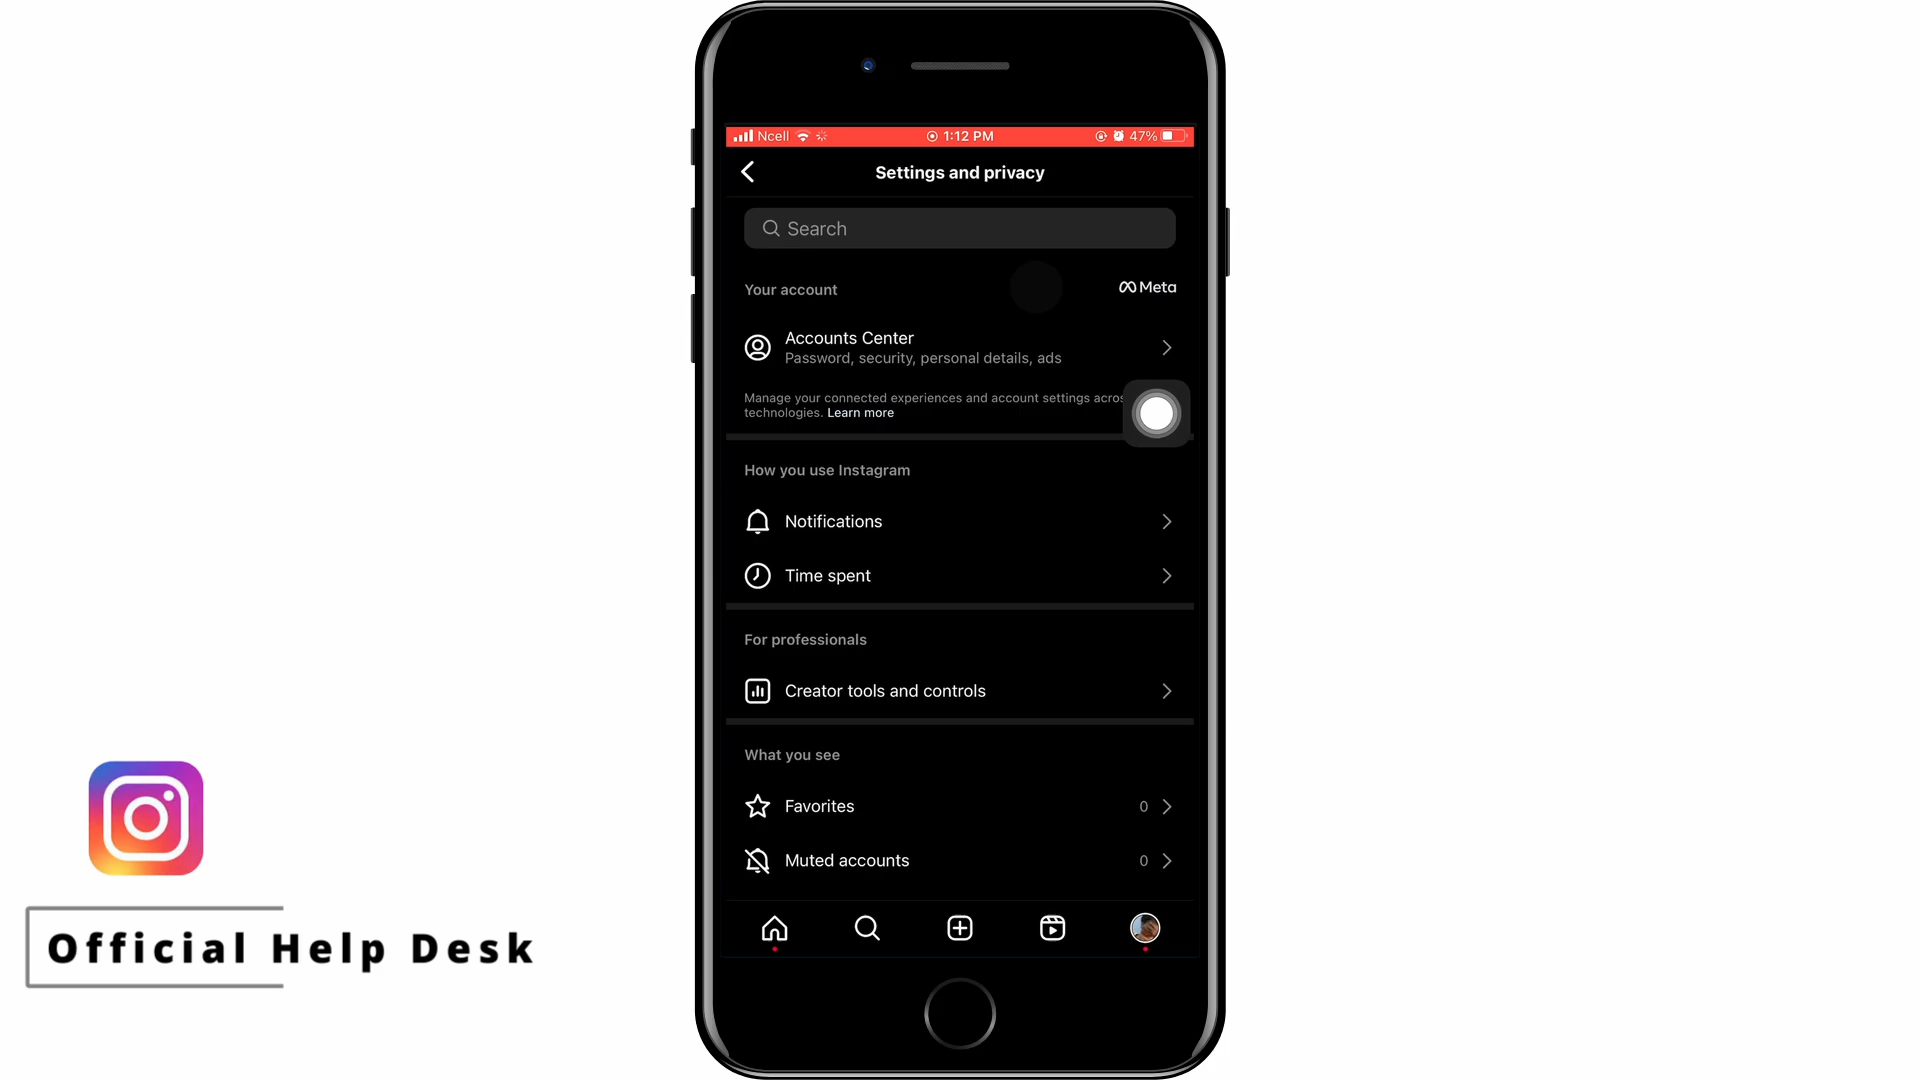 Ncell 1:12 PM 47%
Settings and privacy
Search
Your account Meta
Accounts Center
Password, security, personal details, ads
Manage your connected experiences and account settings acros
technologies. Learn more
How you use Instagram
Notifications
Time spent
For professionals
Creator tools and controls
What you see
Favorites 0
Muted accounts 0
Official Help Desk